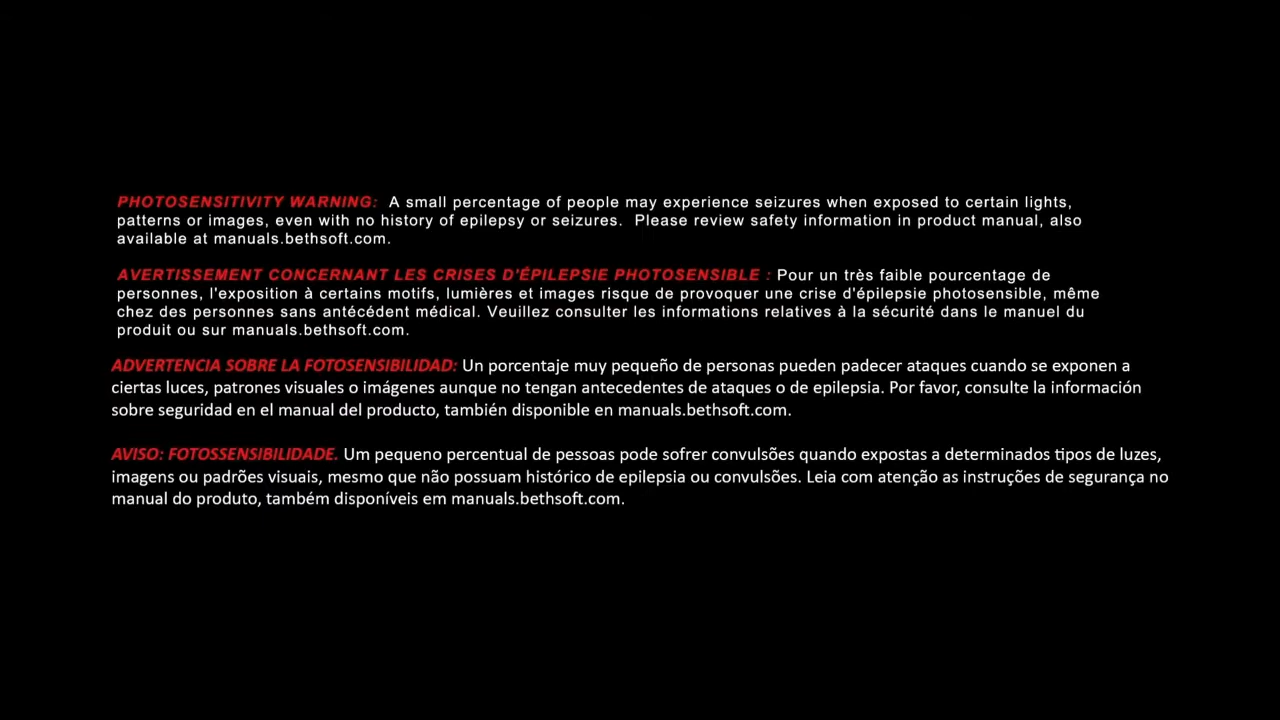 PHOTOSENSITIVITY WARNING: A small percentage of people may experience seizures when exposed to certain lights,
patterns or images, even with no history of epilepsy or seizures. Please review safety information in product manual, also
available at manuals.bethsoft.com.
AVERTISSEMENT CONCERNANT LES CRISES D'ÉPILEPSIE PHOTOSENSIBLE : Pour un très faible pourcentage de
personnes, l'exposition à certains motifs, lumières et images risque de provoquer une crise d'épilepsie photosensible, même
chez des personnes sans antécédent médical. Veuillez consulter les informations relatives à la sécurité dans le manuel du
produit ou sur manuals.bethsoft.com.
ADVERTENCIA SOBRE LA FOTOSENSIBILIDAD: Un porcentaje muy pequeño de personas pueden padecer ataques cuando se exponen a
ciertas luces, patrones visuales o imágenes aunque no tengan antecedentes de ataques o de epilepsia. Por favor, consulte la información
sobre seguridad en el manual del producto, también disponible en manuals.bethsoft.com.
AVISO: FOTOSSENSIBILIDADE. Um pequeno percentual de pessoas pode sofrer convulsões quando expostas a determinados tipos de luzes,
imagens ou padrões visuais, mesmo que não possuam histórico de epilepsia ou convulsões. Leia com atenção as instruções de segurança no
manual do produto, também disponíveis em manuals.bethsoft.com.